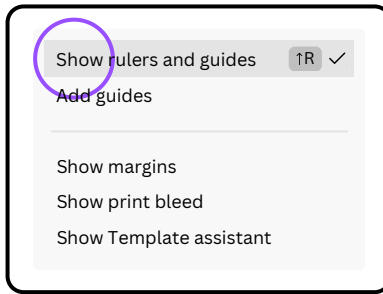 Show rulers and guides ↑R ✓
Add guides
Show margins
Show print bleed
Show Template assistant